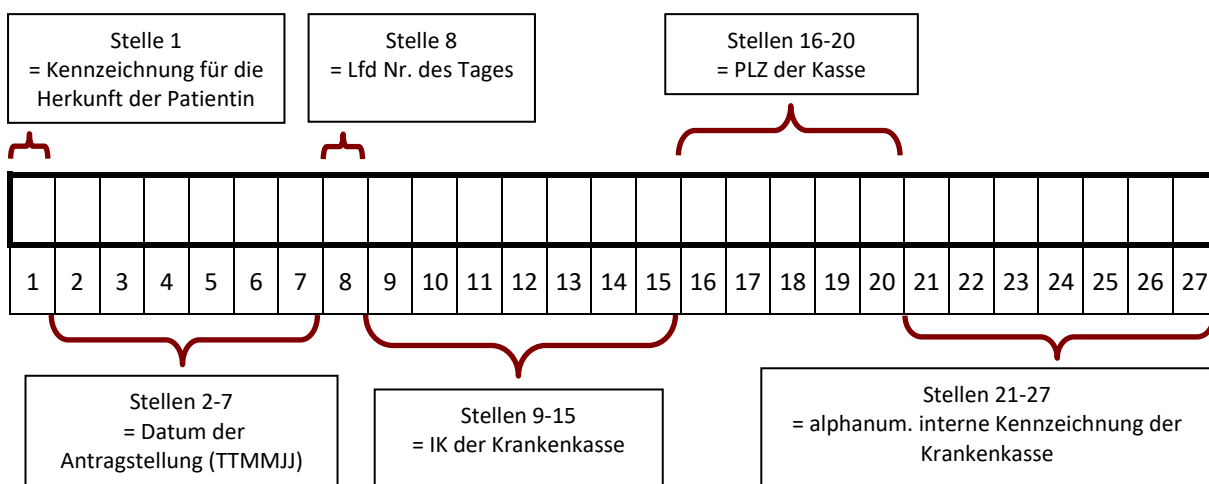 Stelle 1
= Kennzeichnung für die
Herkunft der Patientin
Stelle 8
= Lfd Nr. des Tages
Stellen 16-20
= PLZ der Kasse
1 2 3 4 5 6 7 8 9 10 11 12 13 14 15 16 17 18 19 20 21 22 23 24 25 26 27
Stellen 2-7
= Datum der
Antragstellung (TTMMJJ)
Stellen 9-15
= IK der Krankenkasse
Stellen 21-27
= alphanum. interne Kennzeichnung der
Krankenkasse